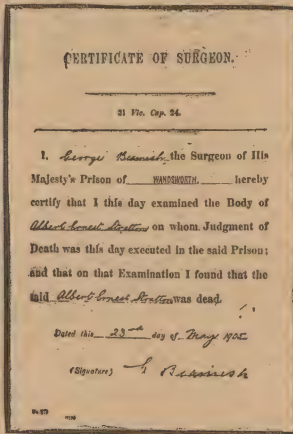 CERTIFICATE OF SURGEON.
31 Vic. Cap. 24.
I, George Beamish, the Surgeon of His
Majesty's Prison of WANDSWORTH, hereby
certify that I this day examined the Body of
Albert Ernest Stratton on whom Judgment of
Death was this day executed in the said Prison;
and that on that Examination I found that the
said Albert Ernest Stratton was dead.
Dated this 23rd day of May 1905
(Signature) G Beamish